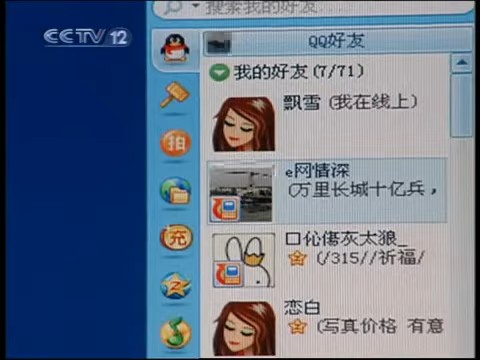 CCTV 12
搜索我的好友...
QQ好友
我的好友(7/71)
飘雪(我在线上)
e网情深
(万里长城十亿兵,
拍
口伀傷灰太狼_
(/315//祈福/
充
Z
恋白
(写真价格 有意